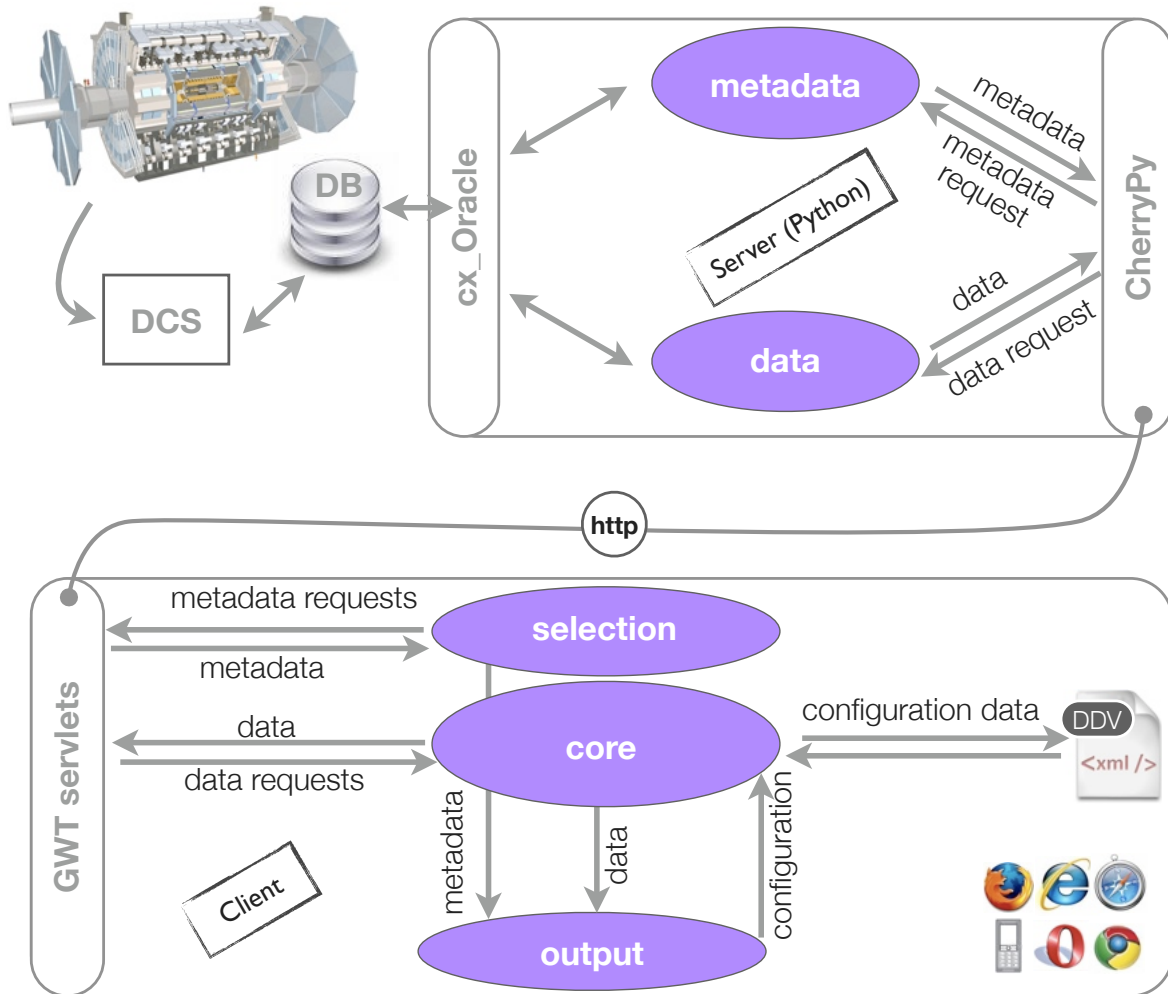 metadata
metadata
metadata
request
DB
cx_Oracle
Server (Python)
CherryPy
DCS
data
data
data request
http
metadata requests
selection
metadata
GWT servlets
data
core
data requests
configuration data
DDV
<xml />
metadata
data
configuration
Client
output